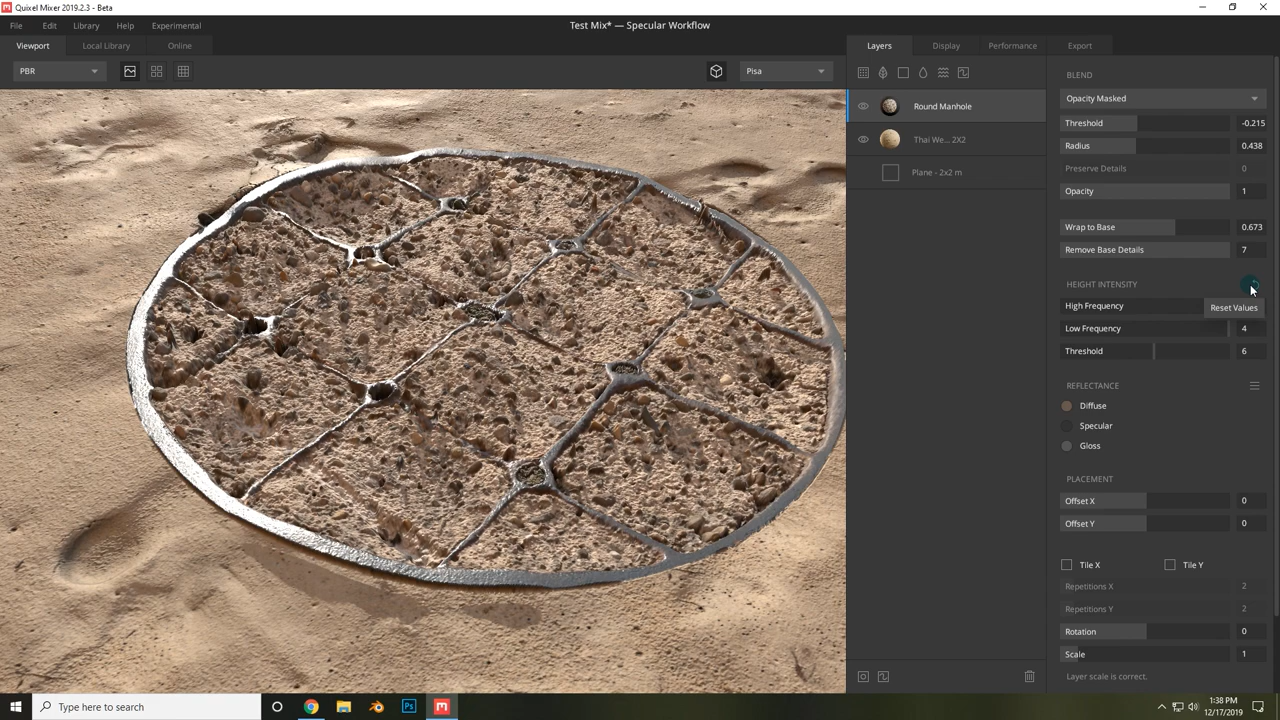 Quixel Mixer 2019.2.3 - Beta
File Edit Library Help Experimental
Test Mix* — Specular Workflow
Viewport Local Library Online
Layers Display Performance Export
PBR
Pisa
Round Manhole
Thai We... 2X2
Plane - 2x2 m
BLEND
Opacity Masked
Threshold -0.215
Radius 0.438
Preserve Details 0
Opacity 1
Wrap to Base 0.673
Remove Base Details 7
HEIGHT INTENSITY
High Frequency
Reset Values
Low Frequency 4
Threshold 6
REFLECTANCE
Diffuse
Specular
Gloss
PLACEMENT
Offset X 0
Offset Y 0
Tile X Tile Y
Repetitions X 2
Repetitions Y 2
Rotation 0
Scale 1
Layer scale is correct.
Type here to search
Ps
1:38 PM
12/17/2019